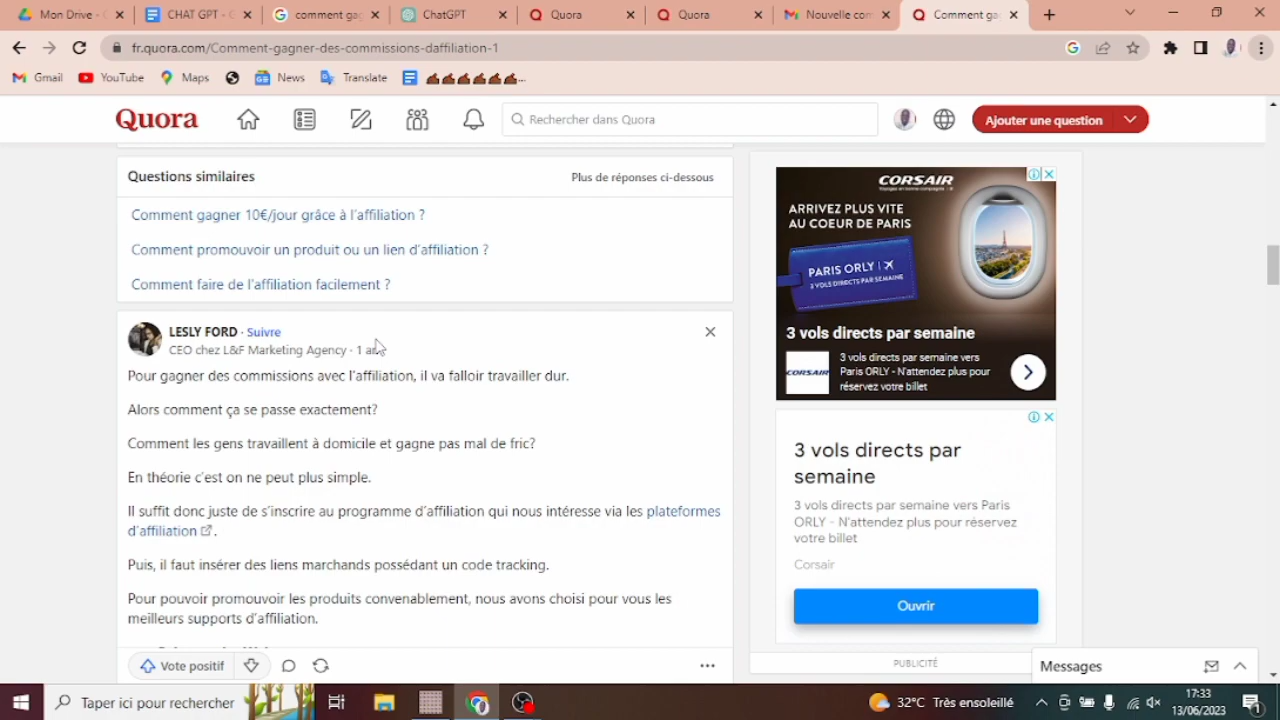 Mon Drive -
CHAT GPT - G
comment gag
ChatGPT
Quora
Quora
Nouvelle com
Comment ga
fr.quora.com/Comment-gagner-des-commissions-daffiliation-1
Gmail
YouTube
Maps
News
Translate
Quora
Rechercher dans Quora
Ajouter une question
Questions similaires
Plus de réponses ci-dessous
Comment gagner 10€/jour grâce à l'affiliation ?
Comment promouvoir un produit ou un lien d'affiliation ?
Comment faire de l'affiliation facilement ?
LESLY FORD · Suivre
CEO chez L&F Marketing Agency · 1 an
Pour gagner des commissions avec l'affiliation, il va falloir travailler dur.
Alors comment ça se passe exactement?
Comment les gens travaillent à domicile et gagne pas mal de fric?
En théorie c'est on ne peut plus simple.
Il suffit donc juste de s'inscrire au programme d'affiliation qui nous intéresse via les plateformes
d'affiliation.
Puis, il faut insérer des liens marchands possédant un code tracking.
Pour pouvoir promouvoir les produits convenablement, nous avons choisi pour vous les
meilleurs supports d'affiliation.
Vote positif
CORSAIR
ARRIVEZ PLUS VITE
AU COEUR DE PARIS
PARIS ORLY
3 VOLS DIRECTS PAR SEMAINE
3 vols directs par semaine
CORSAIR
3 vols directs par semaine vers
Paris ORLY - N'attendez plus pour
réservez votre billet
3 vols directs par
semaine
3 vols directs par semaine vers Paris
ORLY - N'attendez plus pour réservez
votre billet
Corsair
Ouvrir
PUBLICITÉ
Messages
Taper ici pour rechercher
32°C Très ensoleillé
17:33
13/06/2023
1